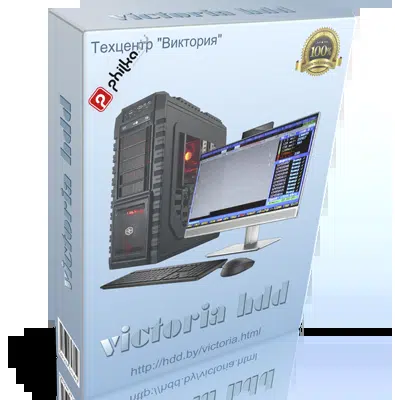 Техцентр "Виктория"
philka
100%
victoria hdd
victoria hdd
http://hdd.by/victoria.html